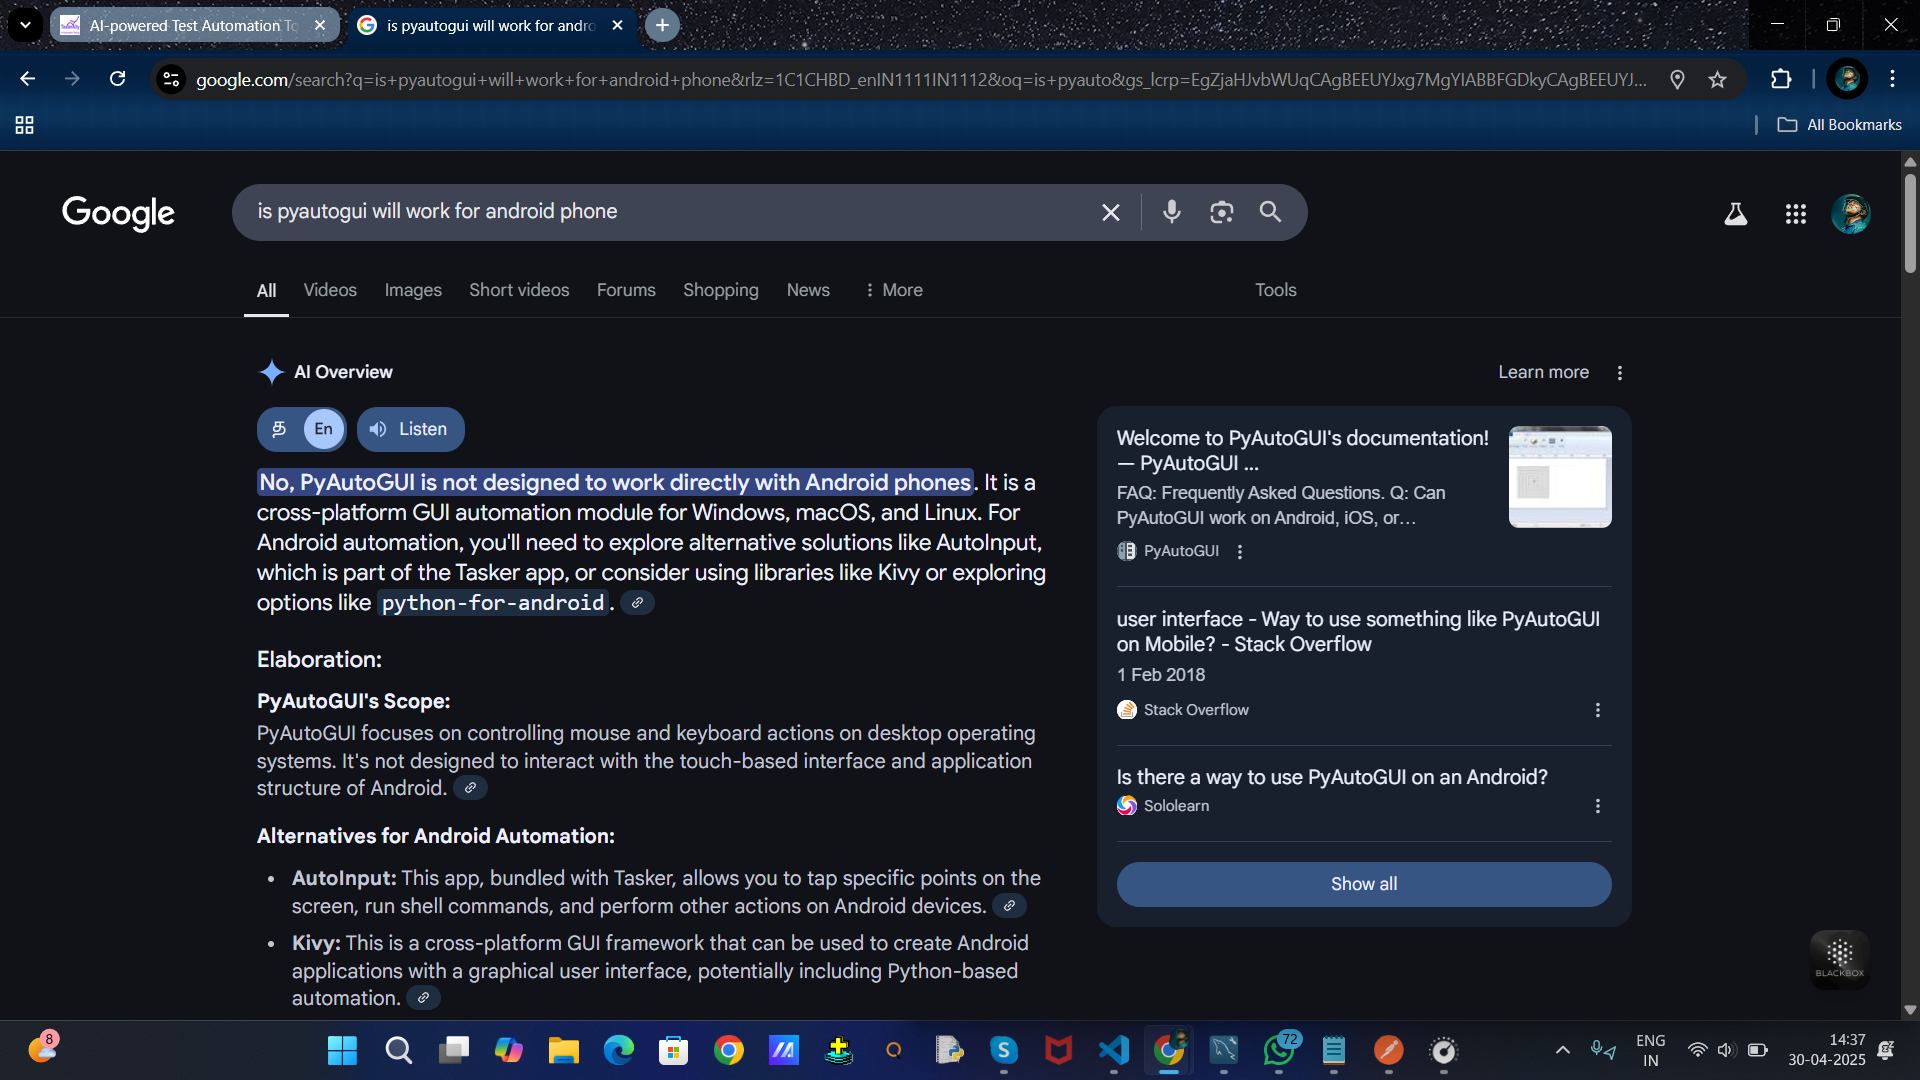 AI-powered Test Automation To
is pyautogui will work for andro
google.com/search?q=is+pyautogui+will+work+for+android+phone&rlz=1C1CHBD_enIN1111IN1112&oq=is+pyauto&gs_lcrp=EgZjaHJvbWUqCAgBEEUYJxg7MgYIABBFGDkyCAgBEEUYJ...
All Bookmarks
Google
is pyautogui will work for android phone
All
Videos
Images
Short videos
Forums
Shopping
News
More
Tools
AI Overview
Learn more
த
En
Listen
No, PyAutoGUI is not designed to work directly with Android phones. It is a
cross-platform GUI automation module for Windows, macOS, and Linux. For
Android automation, you'll need to explore alternative solutions like AutoInput,
which is part of the Tasker app, or consider using libraries like Kivy or exploring
options like python-for-android.
Elaboration:
PyAutoGUI's Scope:
PyAutoGUI focuses on controlling mouse and keyboard actions on desktop operating
systems. It's not designed to interact with the touch-based interface and application
structure of Android.
Alternatives for Android Automation:
• AutoInput: This app, bundled with Tasker, allows you to tap specific points on the
screen, run shell commands, and perform other actions on Android devices.
• Kivy: This is a cross-platform GUI framework that can be used to create Android
applications with a graphical user interface, potentially including Python-based
automation.
Welcome to PyAutoGUI's documentation!
— PyAutoGUI ...
FAQ: Frequently Asked Questions. Q: Can
PyAutoGUI work on Android, iOS, or…
PyAutoGUI
user interface - Way to use something like PyAutoGUI
on Mobile? - Stack Overflow
1 Feb 2018
Stack Overflow
Is there a way to use PyAutoGUI on an Android?
Sololearn
Show all
BLACKBOX
8
72
ENG
IN
14:37
30-04-2025